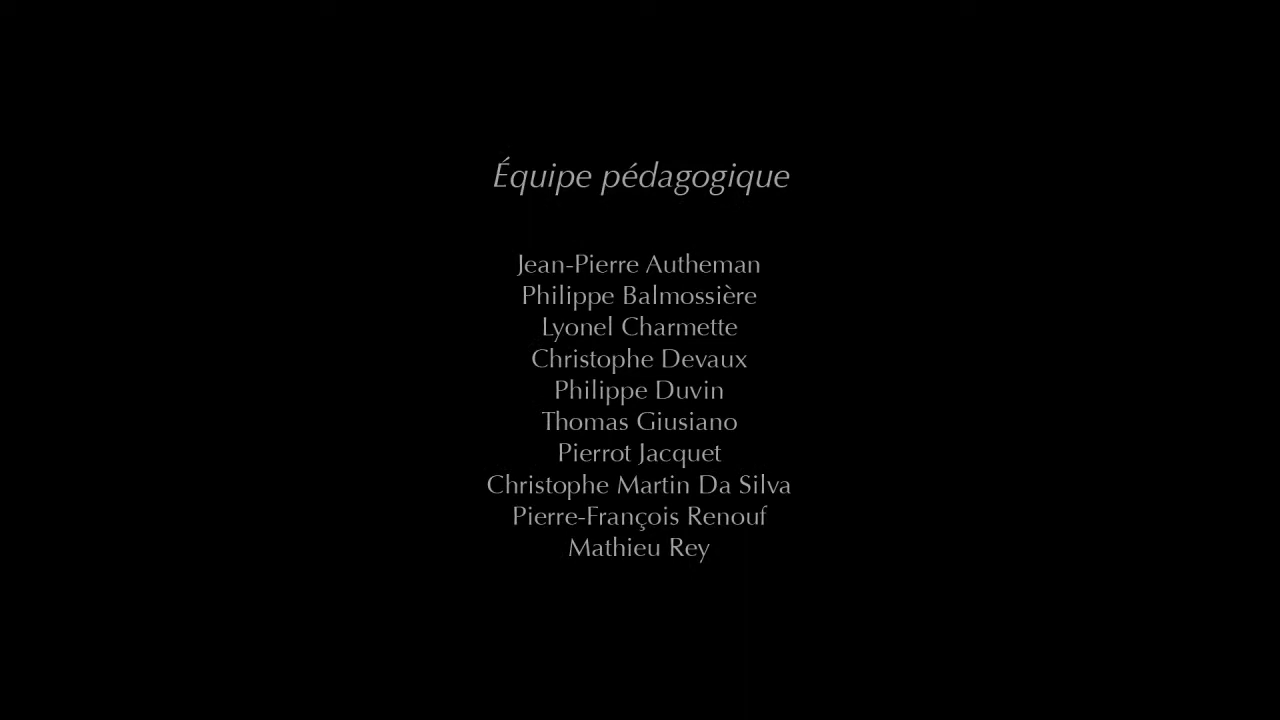 Équipe pédagogique
Jean-Pierre Autheman
Philippe Balmossière
Lyonel Charmette
Christophe Devaux
Philippe Duvin
Thomas Giusiano
Pierrot Jacquet
Christophe Martin Da Silva
Pierre-François Renouf
Mathieu Rey